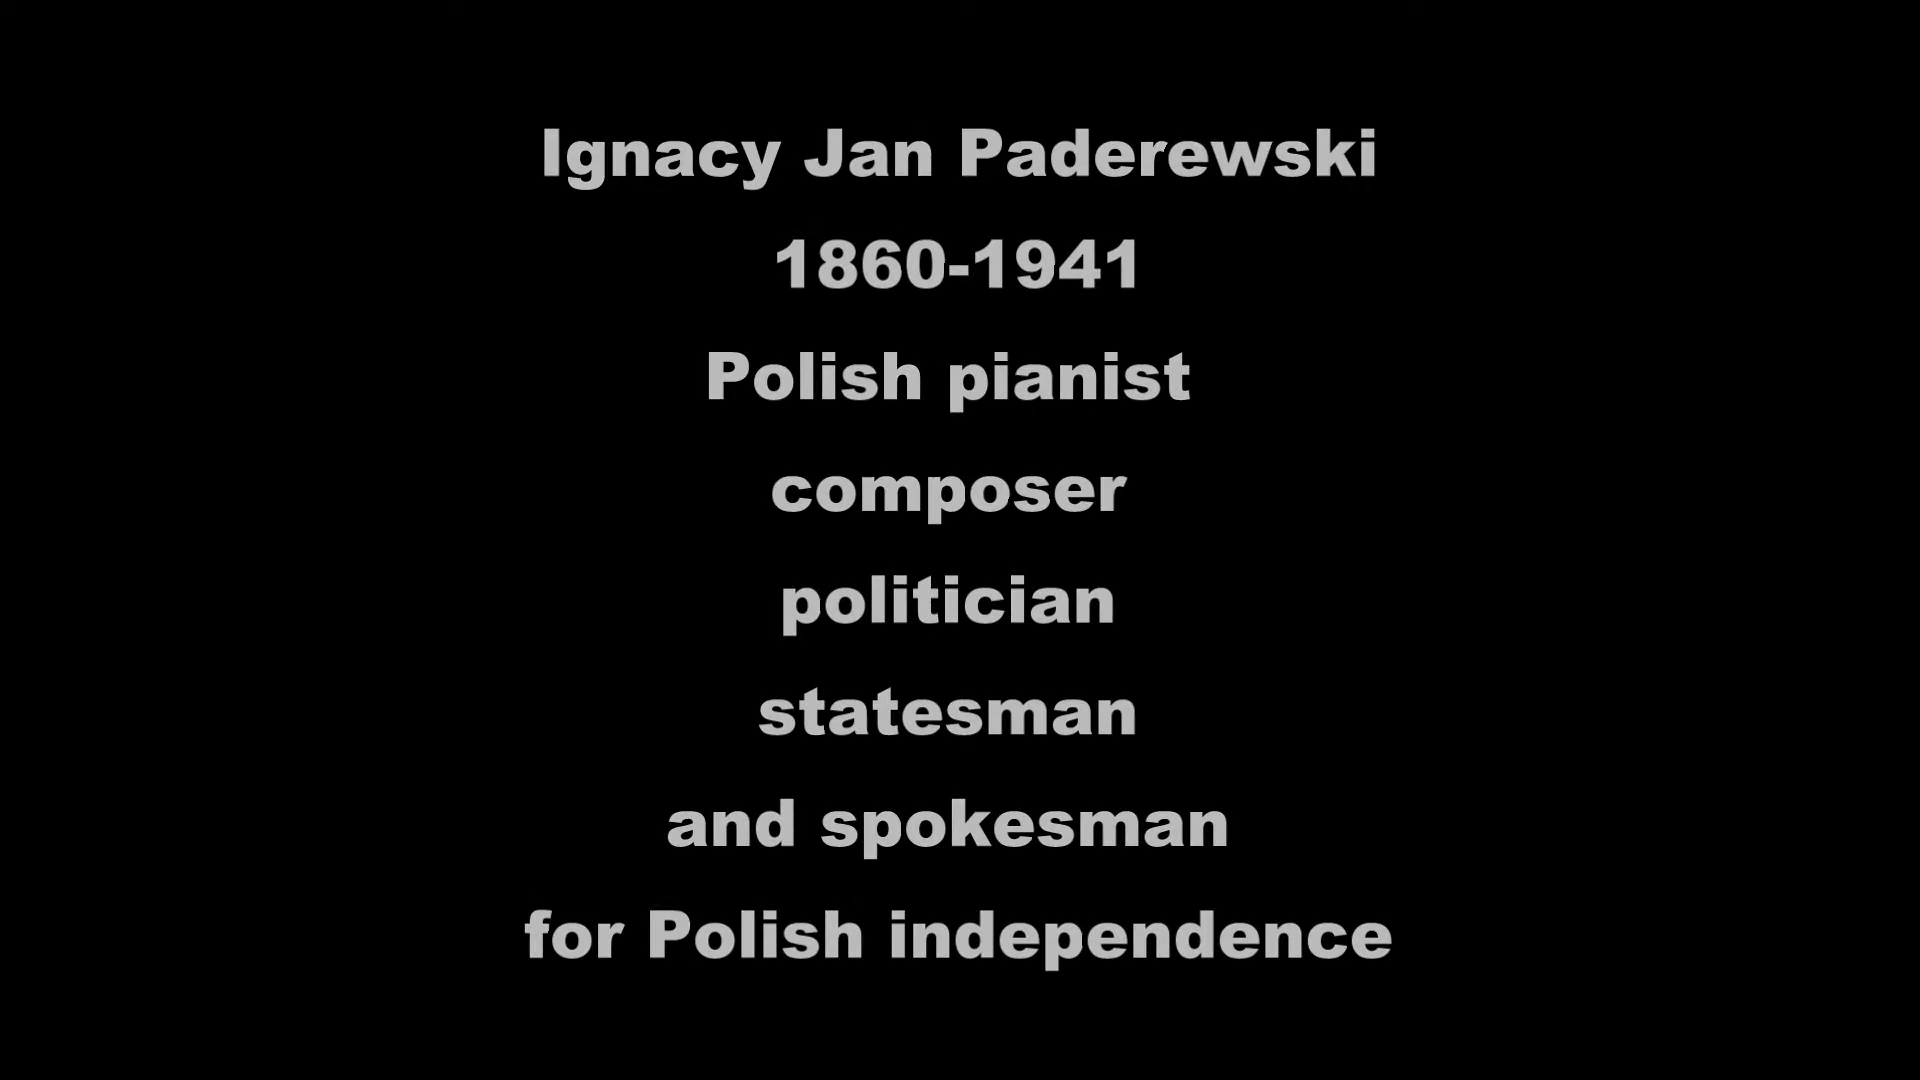 Ignacy Jan Paderewski
1860-1941
Polish pianist
composer
politician
statesman
and spokesman
for Polish independence